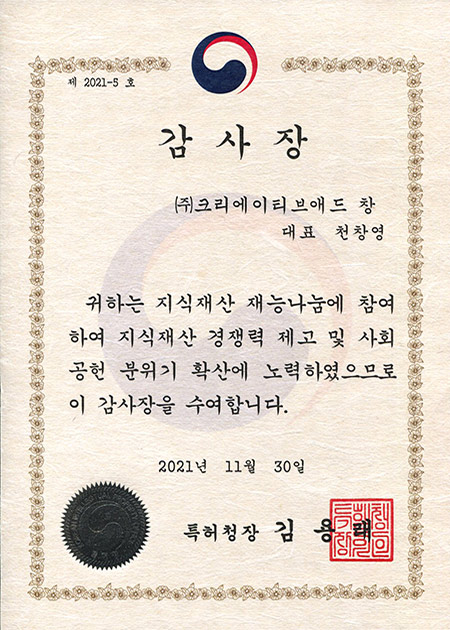 제 2021-5 호
감사장
㈜크리에이티브애드 창
대표 천창영
귀하는 지식재산 재능나눔에 참여
하여 지식재산 경쟁력 제고 및 사회
공헌 분위기 확산에 노력하였으므로
이 감사장을 수여합니다.
2021년 11월 30일
특허청장 김용래